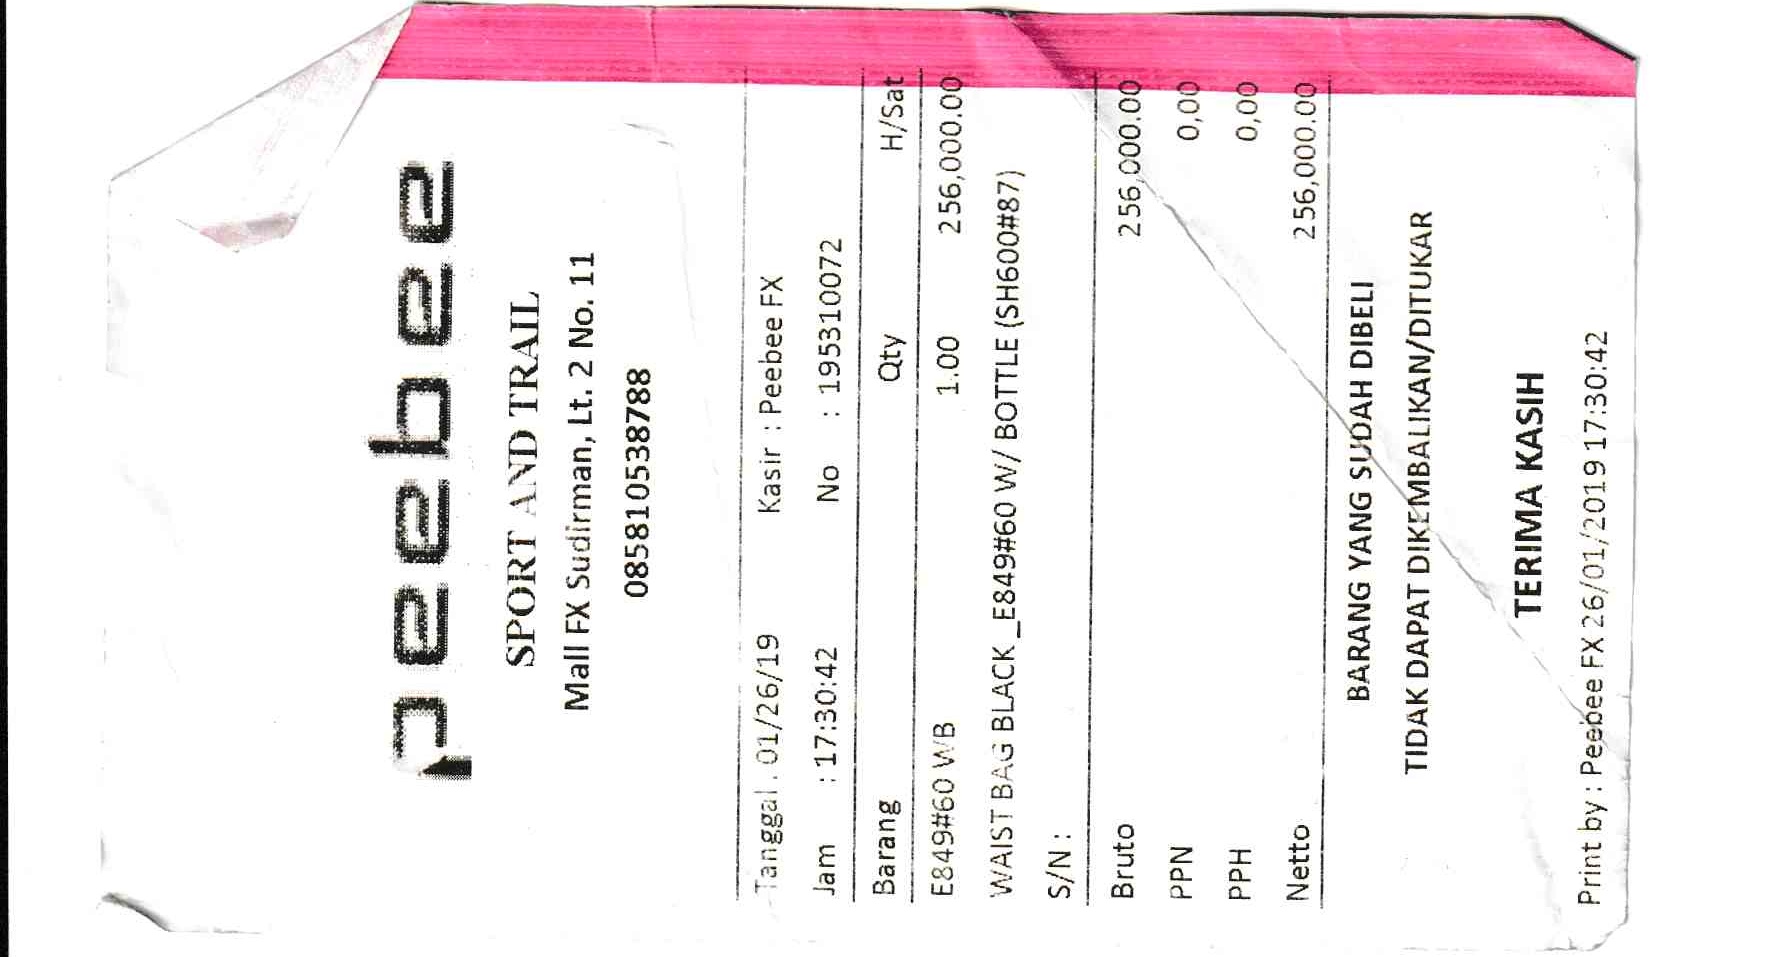 peebee
SPORT AND TRAIL
Mall FX Sudirman, Lt. 2 No. 11
085810538788
Tanggal : 01/26/19 Kasir : Peebee FX
Jam : 17:30:42 No : 195310072
Barang Qty H/Sat
E849#60 WB 1.00 256,000.00
WAIST BAG BLACK _E849#60 W/ BOTTLE (SH600#87)
S/N :
Bruto 256,000.00
PPN 0,00
PPH 0,00
Netto 256,000.00
BARANG YANG SUDAH DIBELI
TIDAK DAPAT DIKEMBALIKAN/DITUKAR
TERIMA KASIH
Print by : Peebee FX 26/01/2019 17:30:42